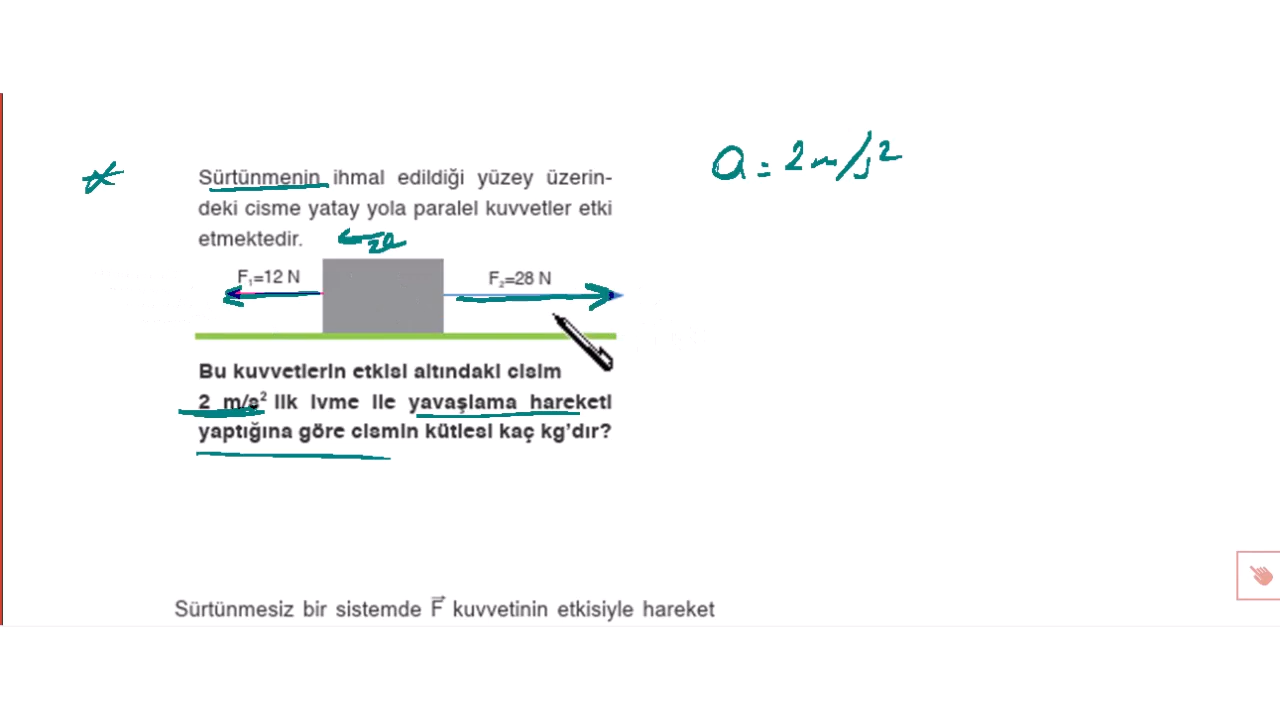 a = 2 m/s²
Sürtünmenin ihmal edildiği yüzey üzerin-
deki cisme yatay yola paralel kuvvetler etki
etmektedir.
F₁=12 N
F₂=28 N
Bu kuvvetlerin etkisi altındaki cisim
2 m/s² lik ivme ile yavaşlama hareketi
yaptığına göre cismin kütlesi kaç kg’dır?
Sürtünmesiz bir sistemde F⃗ kuvvetinin etkisiyle hareket